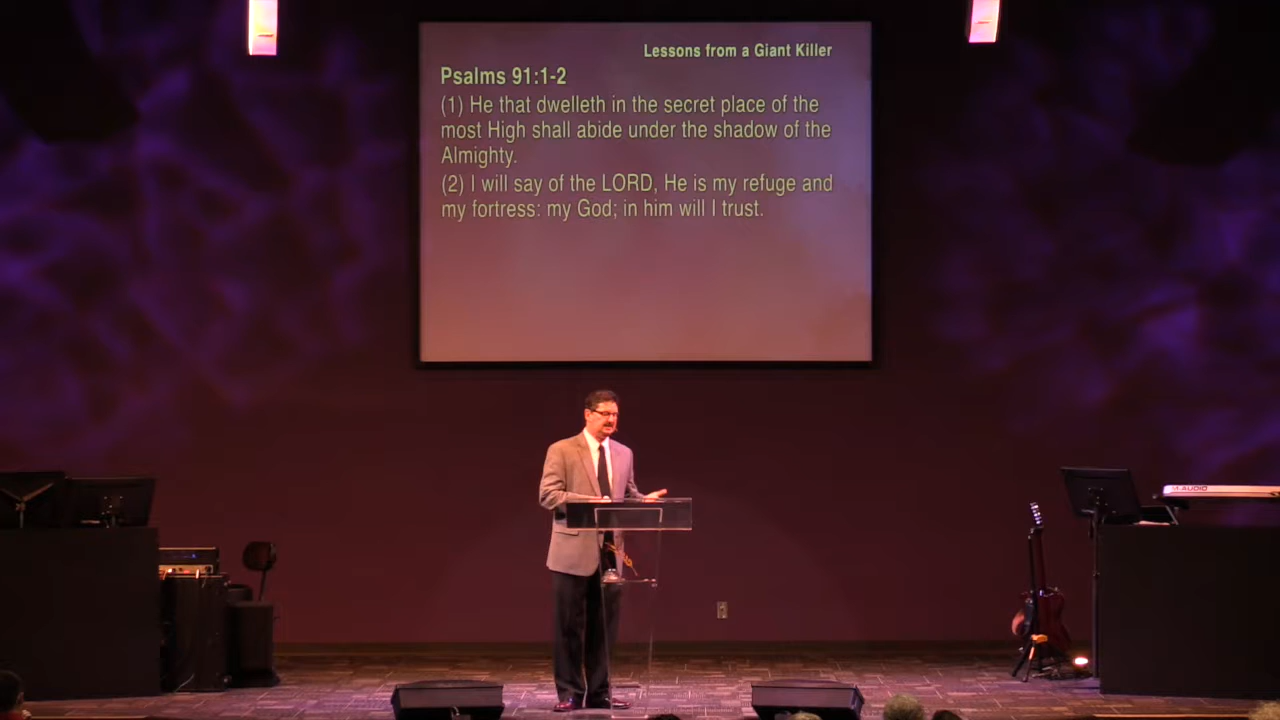 Lessons from a Giant Killer
Psalms 91:1-2
(1) He that dwelleth in the secret place of the
most High shall abide under the shadow of the
Almighty.
(2) I will say of the LORD, He is my refuge and
my fortress: my God; in him will I trust.
M-AUDIO